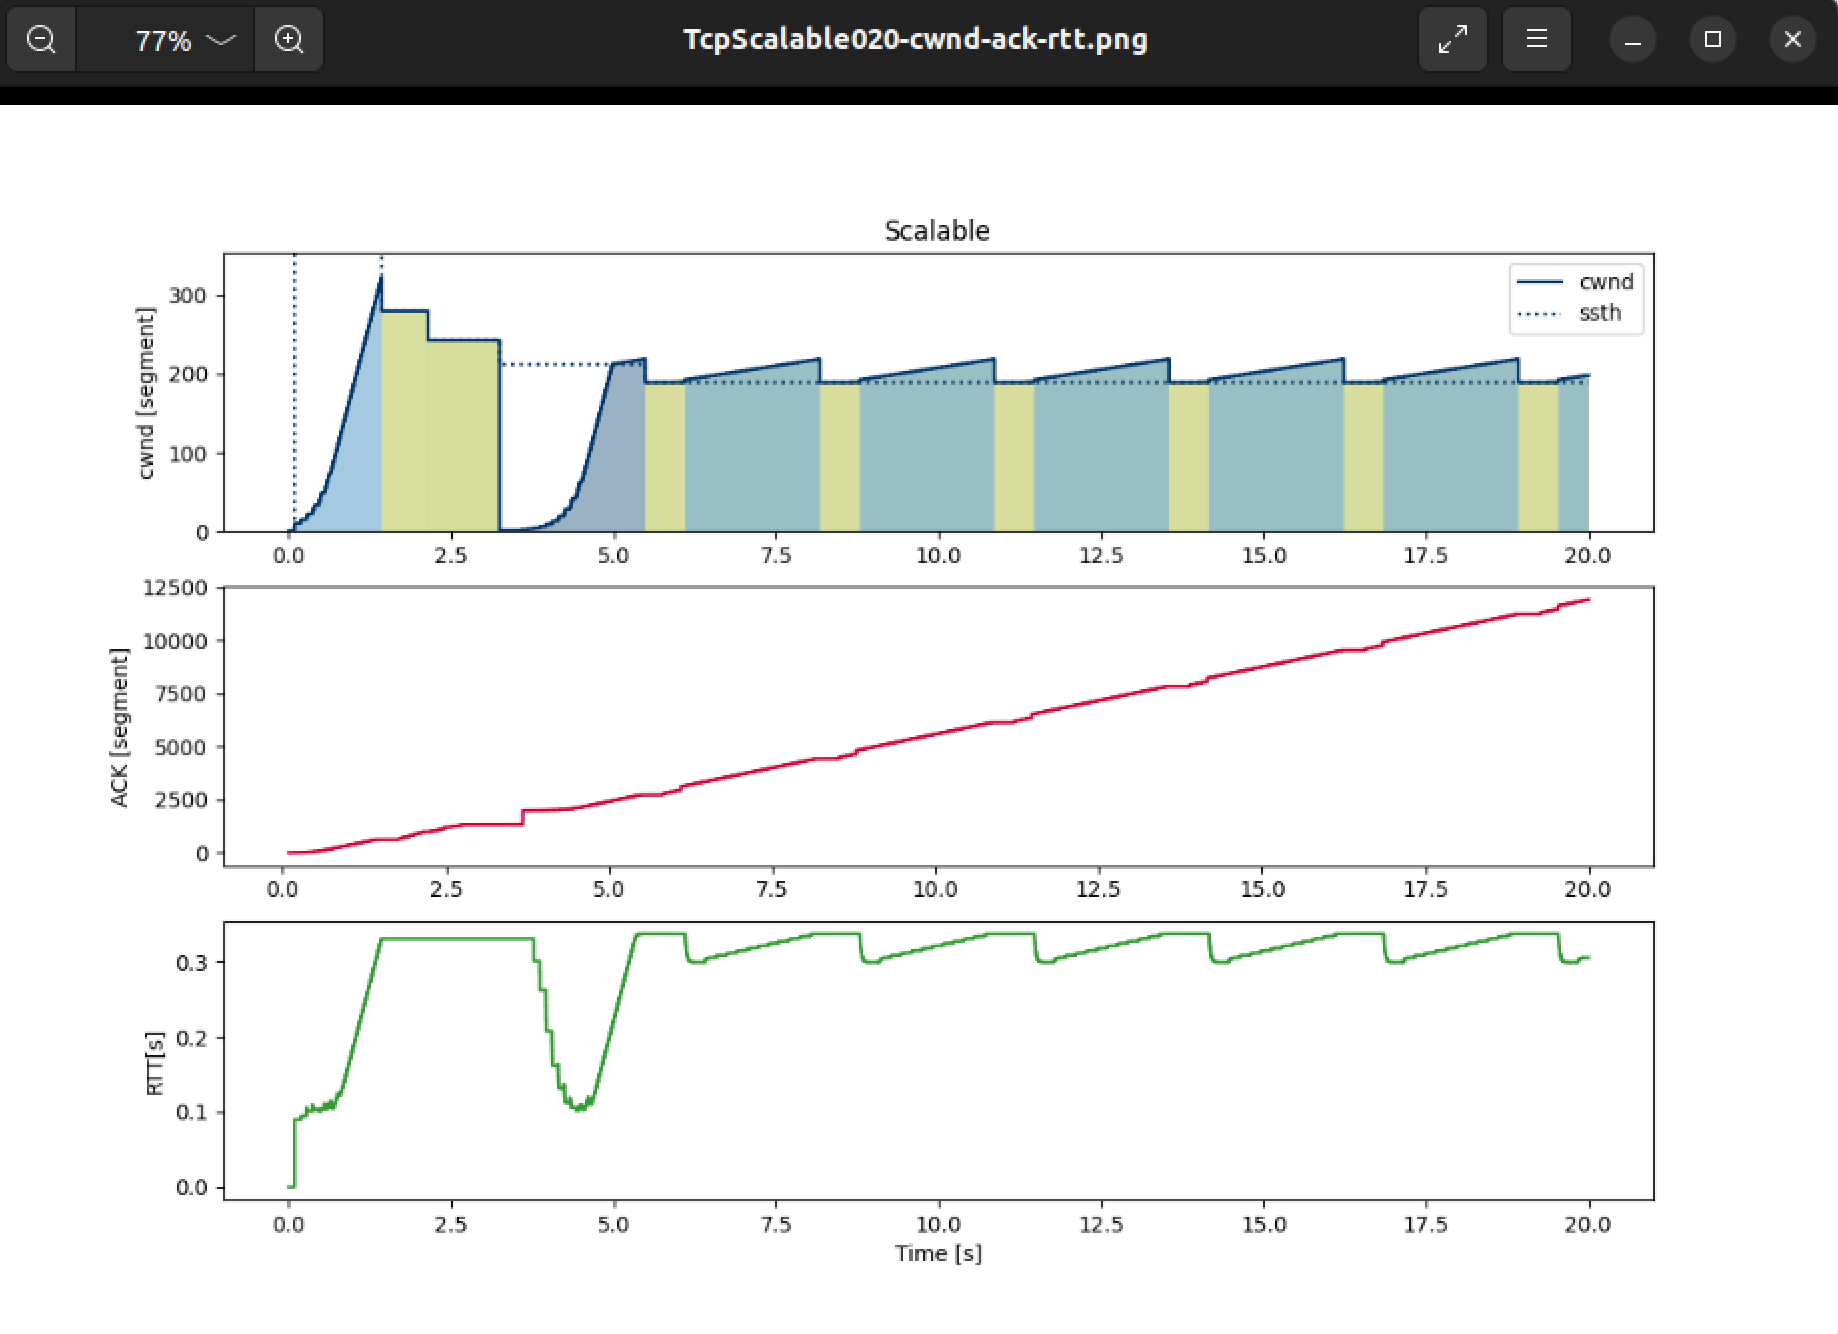 77%
TcpScalable020-cwnd-ack-rtt.png
Scalable
cwnd [segment]
300
200
100
0
cwnd
ssth
0.0 2.5 5.0 7.5 10.0 12.5 15.0 17.5 20.0
ACK [segment]
12500
10000
7500
5000
2500
0
0.0 2.5 5.0 7.5 10.0 12.5 15.0 17.5 20.0
RTT[s]
0.3
0.2
0.1
0.0
0.0 2.5 5.0 7.5 10.0 12.5 15.0 17.5 20.0
Time [s]